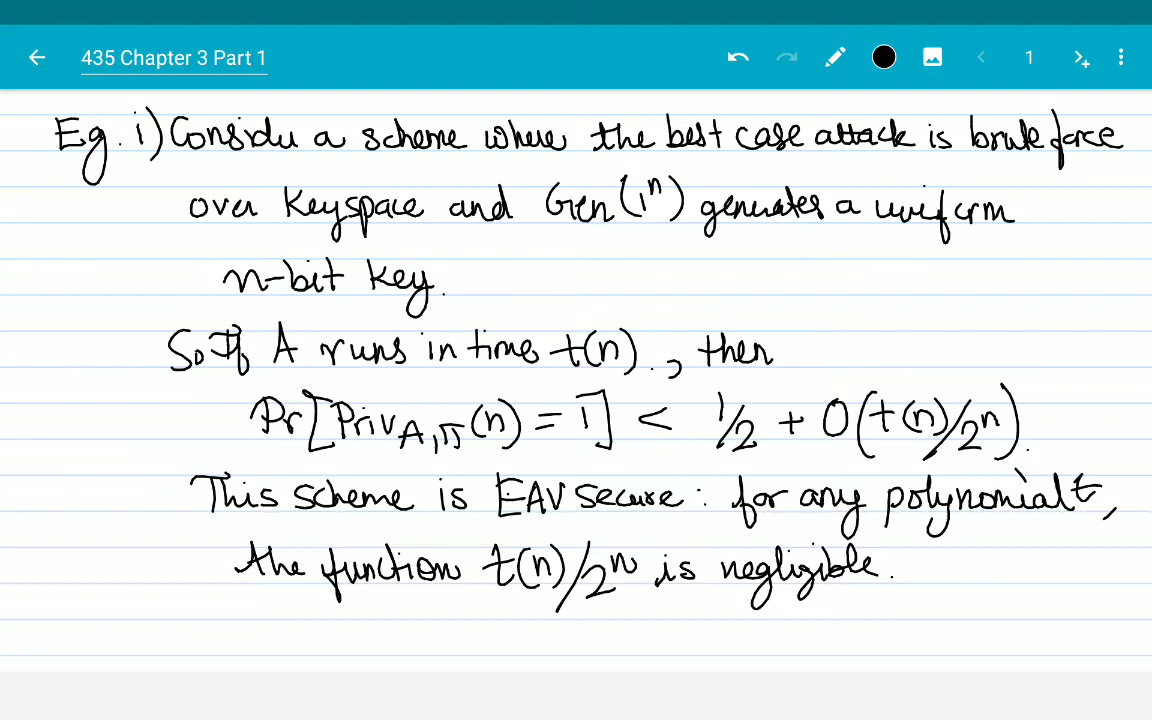 435 Chapter 3 Part 1
1
Eg. i) Consider a scheme where the best case attack is brute force
over keyspace and Gen(1ⁿ) generates a uniform
n-bit key.
So If A runs in time t(n)., then
Pr[Priv_{A,π}(n) = 1] < 1/2 + O(t(n)/2ⁿ).
This scheme is EAV secure: for any polynomial t,
the function t(n)/2ⁿ is negligible.